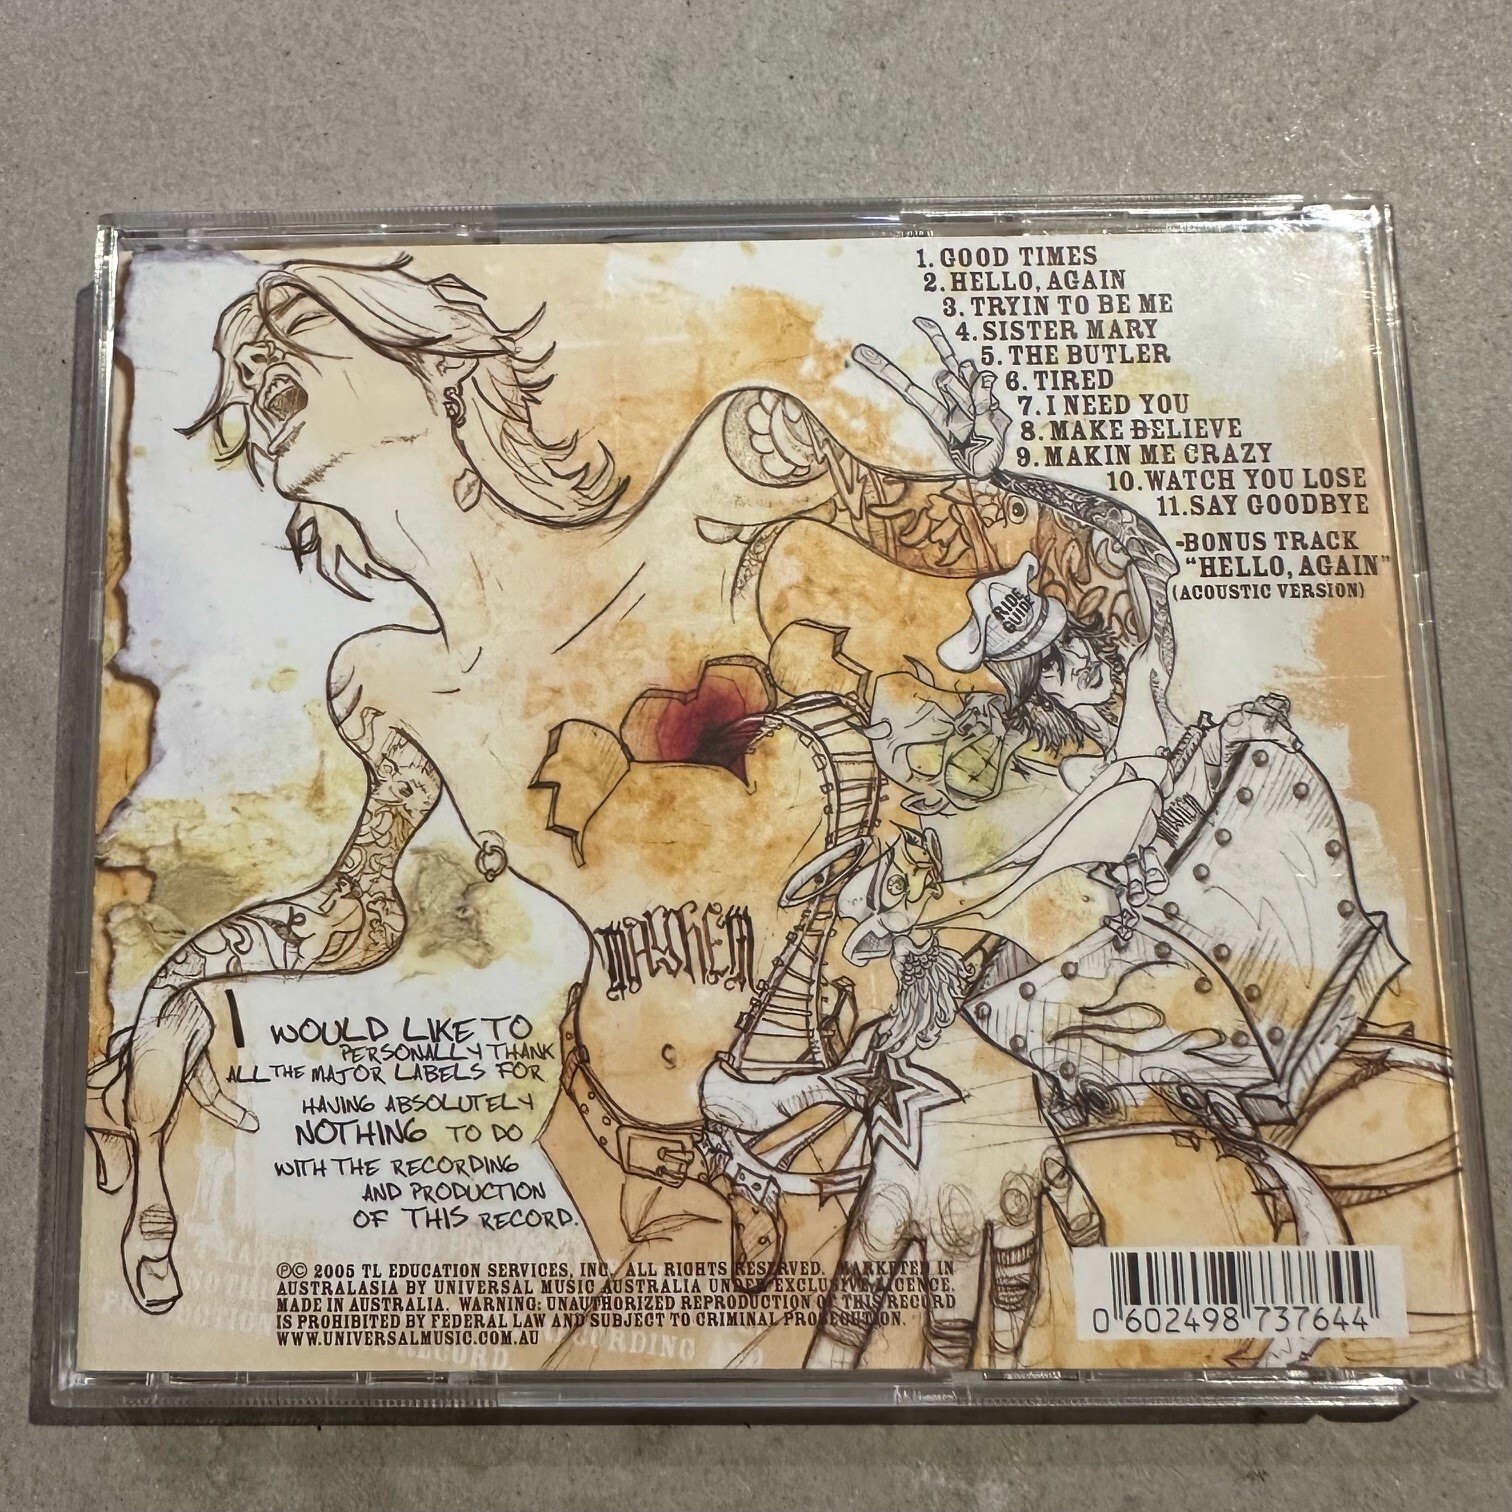 1. GOOD TIMES
2. HELLO, AGAIN
3. TRYIN TO BE ME
4. SISTER MARY
5. THE BUTLER
6. TIRED
7. I NEED YOU
8. MAKE BELIEVE
9. MAKIN ME CRAZY
10. WATCH YOU LOSE
11. SAY GOODBYE
-BONUS TRACK
"HELLO, AGAIN"
(ACOUSTIC VERSION)
RIDE
GUIDE
MAYHEM
I WOULD LIKE TO
PERSONALLY THANK
ALL THE MAJOR LABELS FOR
HAVING ABSOLUTELY
NOTHING TO DO
WITH THE RECORDING
AND PRODUCTION
OF THIS RECORD.
℗© 2005 TL EDUCATION SERVICES, INC. ALL RIGHTS RESERVED. MARKETED IN
AUSTRALASIA BY UNIVERSAL MUSIC AUSTRALIA UNDER EXCLUSIVE LICENCE.
MADE IN AUSTRALIA. WARNING: UNAUTHORIZED REPRODUCTION OF THIS RECORD
IS PROHIBITED BY FEDERAL LAW AND SUBJECT TO CRIMINAL PROSECUTION.
WWW.UNIVERSALMUSIC.COM.AU
0 602498 737644